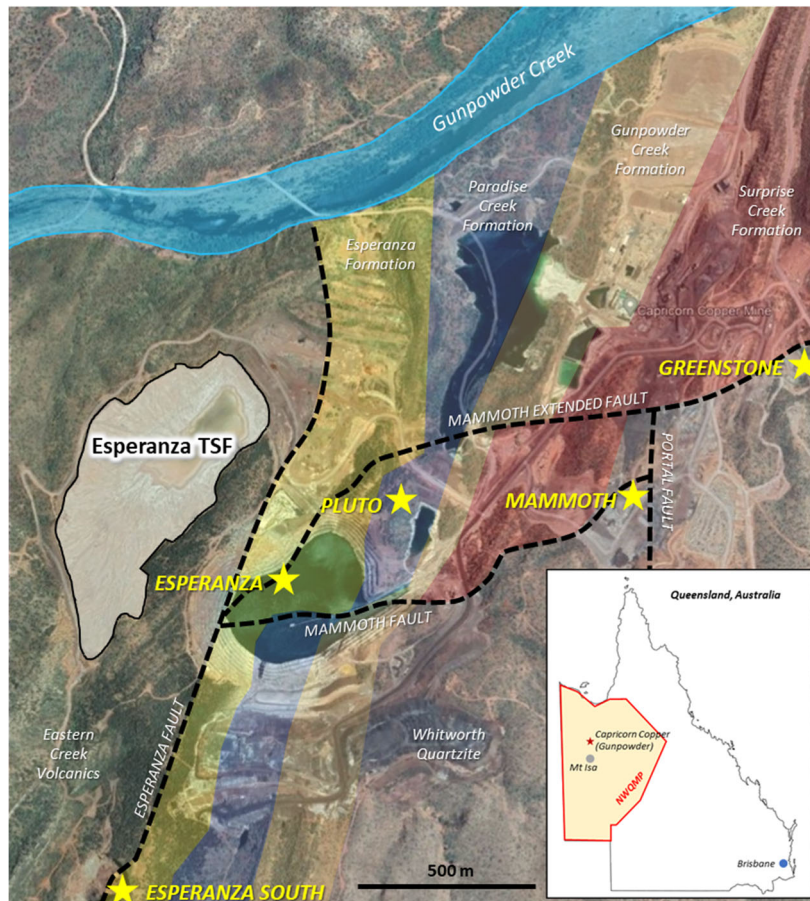 Gunpowder Creek
Gunpowder
Creek
Formation
Paradise
Creek
Formation
Surprise
Creek
Formation
Esperanza
Formation
Capricorn Copper Mine
GREENSTONE
MAMMOTH EXTENDED FAULT
Esperanza TSF
PORTAL FAULT
PLUTO
MAMMOTH
ESPERANZA
MAMMOTH FAULT
ESPERANZA FAULT
Eastern
Creek
Volcanics
Whitworth
Quartzite
500 m
ESPERANZA SOUTH
Queensland, Australia
Capricorn Copper
(Gunpowder)
Mt Isa
NWQMP
Brisbane